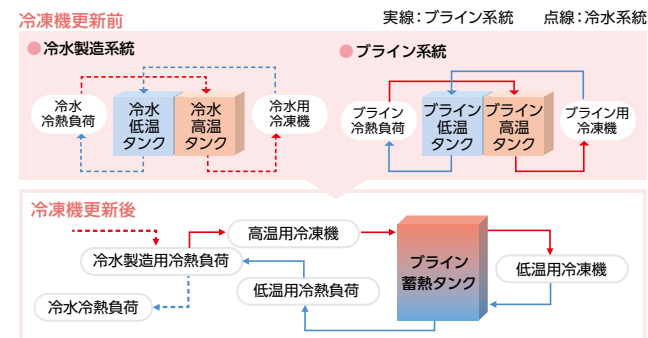 冷凍機更新前
実線：ブライン系統　点線：冷水系統
●冷水製造系統
冷水
冷熱負荷
冷水
低温
タンク
冷水
高温
タンク
冷水用
冷凍機
●ブライン系統
ブライン
冷熱負荷
ブライン
低温
タンク
ブライン
高温
タンク
ブライン用
冷凍機
冷凍機更新後
高温用冷凍機
冷水製造用冷熱負荷
低温用冷熱負荷
冷水冷熱負荷
ブライン
蓄熱タンク
低温用冷凍機